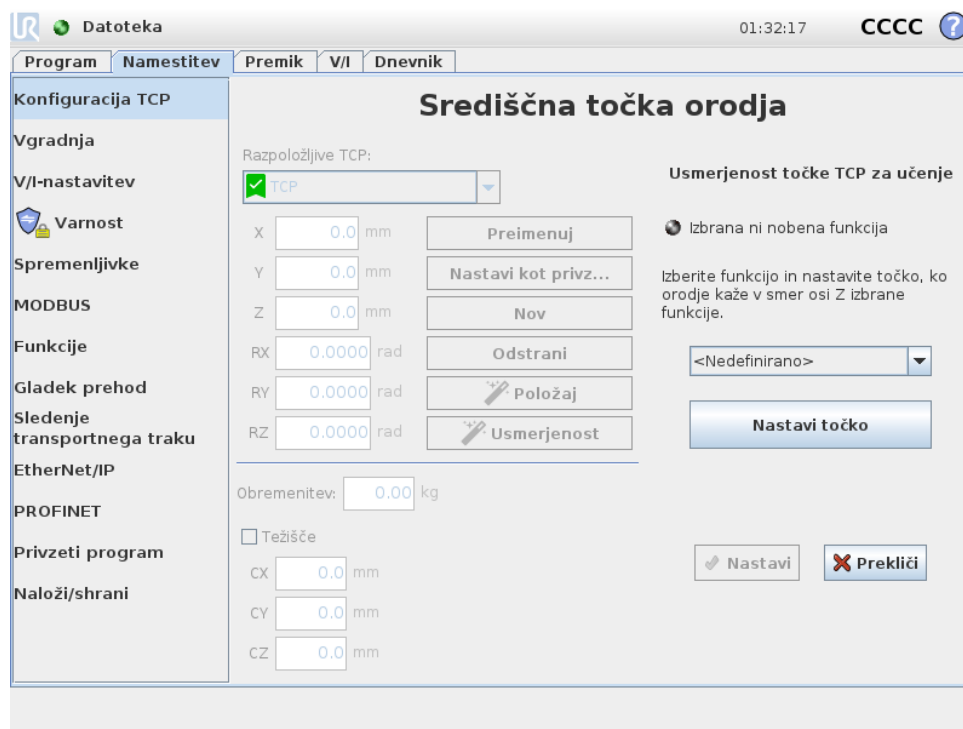 UR Datoteka 01:32:17 CCCC ?
Program Namestitev Premik V/I Dnevnik
Konfiguracija TCP
Vgradnja
V/I-nastavitev
Varnost
Spremenljivke
MODBUS
Funkcije
Gladek prehod
Sledenje
transportnega traku
EtherNet/IP
PROFINET
Privzeti program
Naloži/shrani
Središčna točka orodja
Razpoložljive TCP:
TCP
X 0.0 mm Preimenuj
Y 0.0 mm Nastavi kot privz...
Z 0.0 mm Nov
RX 0.0000 rad Odstrani
RY 0.0000 rad Položaj
RZ 0.0000 rad Usmerjenost
Obremenitev: 0.00 kg
Težišče
CX 0.0 mm
CY 0.0 mm
CZ 0.0 mm
Usmerjenost točke TCP za učenje
Izbrana ni nobena funkcija
Izberite funkcijo in nastavite točko, ko
orodje kaže v smer osi Z izbrane
funkcije.
<Nedefinirano>
Nastavi točko
Nastavi Prekliči